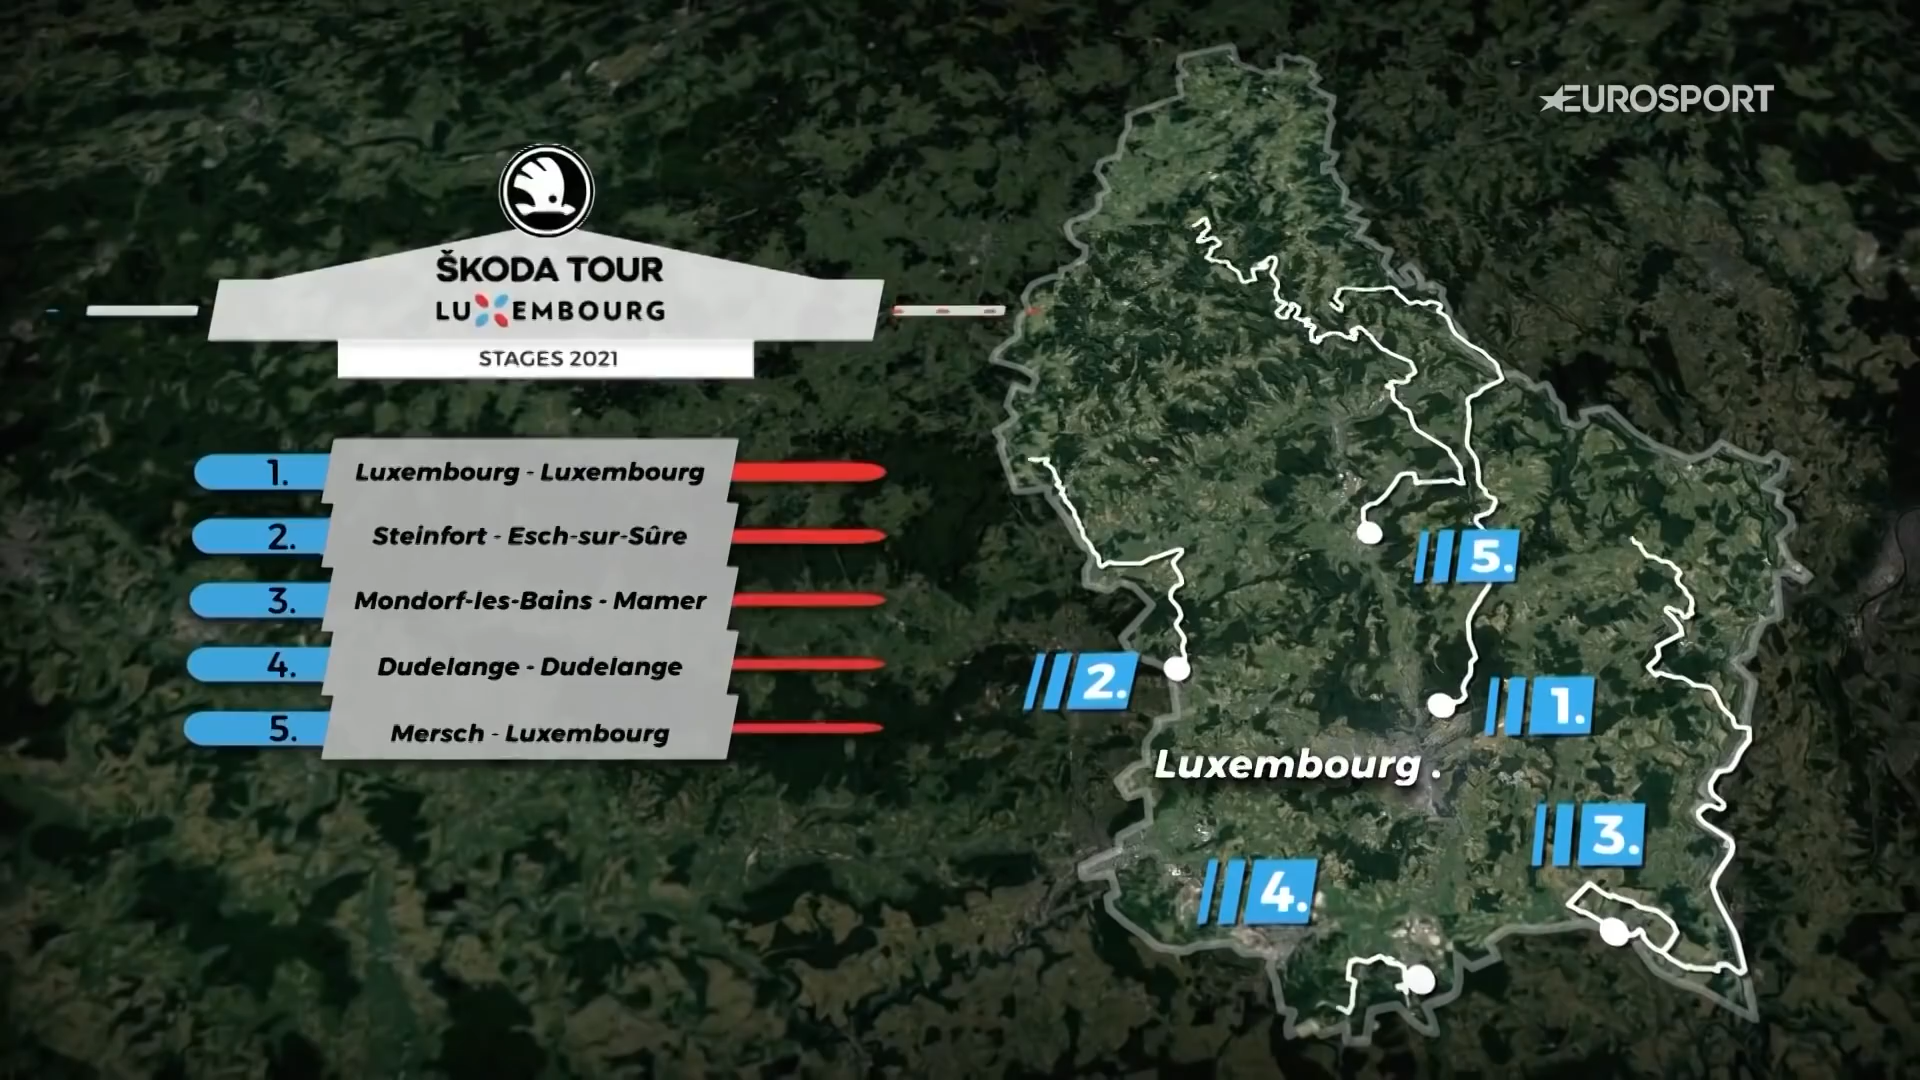 EUROSPORT
ŠKODA TOUR
LUXEMBOURG
STAGES 2021
1. Luxembourg - Luxembourg
2. Steinfort - Esch-sur-Sûre
3. Mondorf-les-Bains - Mamer
4. Dudelange - Dudelange
5. Mersch - Luxembourg
5.
2.
1.
Luxembourg .
3.
4.